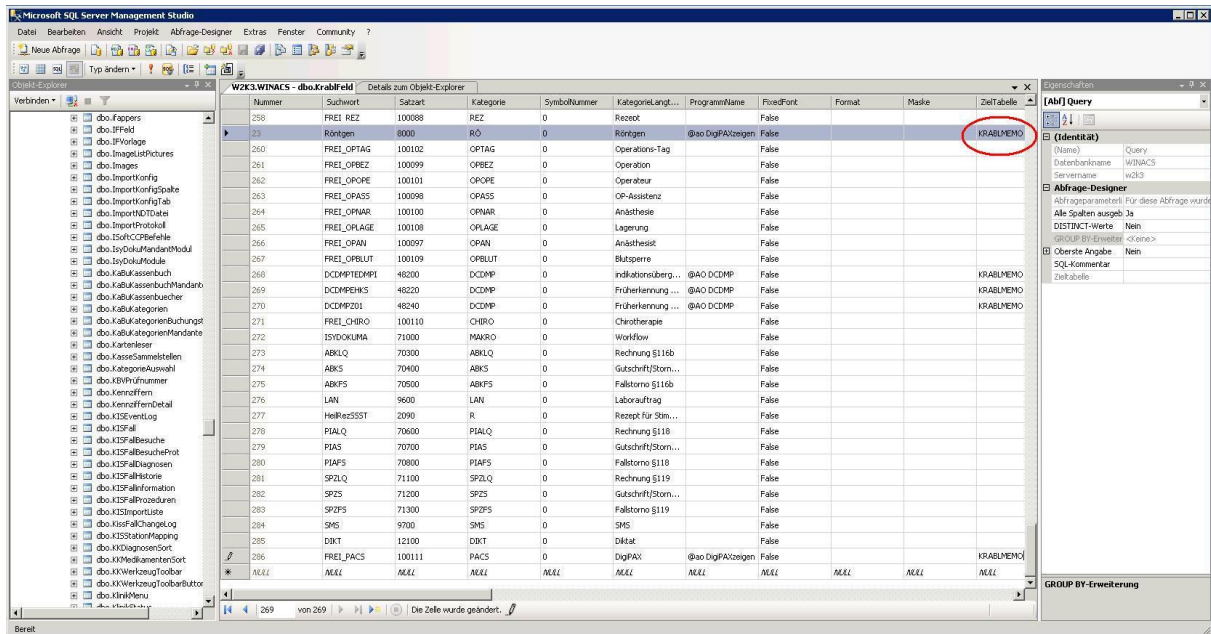 Microsoft SQL Server Management Studio
Datei Bearbeiten Ansicht Projekt Abfrage-Designer Extras Fenster Community ?
Neue Abfrage
Typ ändern
Objekt-Explorer
Verbinden
dbo.ifappers
dbo.IFFeld
dbo.IFVorlage
dbo.ImageListPictures
dbo.Images
dbo.ImportKonfig
dbo.ImportKonfigSpalte
dbo.ImportKonfigTab
dbo.ImportNDTDatei
dbo.ImportProtokoll
dbo.ISoftCCPBefehle
dbo.IsyDokuMandantModul
dbo.IsyDokuModule
dbo.KaBuKassenbuch
dbo.KaBuKassenbuchMandante
dbo.KaBuKassenbuecher
dbo.KaBuKategorien
dbo.KaBuKategorienBuchungst
dbo.KaBuKategorienMandante
dbo.Kartenleser
dbo.KasseSammelstellen
dbo.KategorieAuswahl
dbo.KBVPrüfnummer
dbo.Kennziffern
dbo.KennziffernDetail
dbo.KISEventLog
dbo.KISFall
dbo.KISFallBesuche
dbo.KISFallBesucheProt
dbo.KISFallDiagnosen
dbo.KISFallHistorie
dbo.KISFallinformation
dbo.KISFallProzeduren
dbo.KISImportListe
dbo.KissFallChangeLog
dbo.KISStationMapping
dbo.KKDiagnosenSort
dbo.KKMedikamentenSort
dbo.KKWerkzeugToolbar
dbo.KKWerkzeugToolbarButtor
dbo.KlinikMenu
W2K3.WINACS - dbo.KrablFeld Details zum Objekt-Explorer
Nummer Suchwort Satzart Kategorie SymbolNummer KategorieLangt... ProgrammName FixedFont Format Maske ZielTabelle
258 FREI_REZ 100088 REZ 0 Rezept False
23 Röntgen 8000 RÖ 0 Röntgen @ao DigiPAXzeigen False KRABLMEMO
260 FREI_OPTAG 100102 OPTAG 0 Operations-Tag False
261 FREI_OPBEZ 100099 OPBEZ 0 Operation False
262 FREI_OPOPE 100101 OPOPE 0 Operateur False
263 FREI_OPASS 100098 OPASS 0 OP-Assistenz False
264 FREI_OPNAR 100100 OPNAR 0 Anästhesie False
265 FREI_OPLAGE 100108 OPLAGE 0 Lagerung False
266 FREI_OPAN 100097 OPAN 0 Anästhesist False
267 FREI_OPBLUT 100109 OPBLUT 0 Blutsperre False
268 DCDMPTEDMPI 48200 DCDMP 0 indikationsüberg... @AO DCDMP False KRABLMEMO
269 DCDMPEHKS 48220 DCDMP 0 Früherkennung ... @AO DCDMP False KRABLMEMO
270 DCDMPZ01 48240 DCDMP 0 Früherkennung ... @AO DCDMP False KRABLMEMO
271 FREI_CHIRO 100110 CHIRO 0 Chirotherapie False
272 ISYDOKUMA 71000 MAKRO 0 Workflow False
273 ABKLQ 70300 ABKLQ 0 Rechnung §116b False
274 ABKS 70400 ABKS 0 Gutschrift/Storn... False
275 ABKFS 70500 ABKFS 0 Fallstorno §116b False
276 LAN 9600 LAN 0 Laborauftrag False
277 HeilRezSSST 2090 R 0 Rezept für Stim... False
278 PIALQ 70600 PIALQ 0 Rechnung §118 False
279 PIAS 70700 PIAS 0 Gutschrift/Storn... False
280 PIAFS 70800 PIAFS 0 Fallstorno §118 False
281 SPZLQ 71100 SPZLQ 0 Rechnung §119 False
282 SPZS 71200 SPZS 0 Gutschrift/Storn... False
283 SPZFS 71300 SPZFS 0 Fallstorno §119 False
284 SMS 9700 SMS 0 SMS False
285 DIKT 12100 DIKT 0 Diktat False
286 FREI_PACS 100111 PACS 0 DigiPAX @ao DigiPAXzeigen False KRABLMEMO
NULL NULL NULL NULL NULL NULL NULL NULL NULL NULL NULL
269 von 269 Die Zelle wurde geändert.
Eigenschaften
[Abf] Query
(Identität)
(Name) Query
Datenbankname WINACS
Servername w2k3
Abfrage-Designer
Abfrageparameterli Für diese Abfrage wurde
Alle Spalten ausgeb Ja
DISTINCT-Werte Nein
GROUP BY-Erweiter <Keine>
Oberste Angabe Nein
SQL-Kommentar
Zieltabelle
GROUP BY-Erweiterung
Bereit